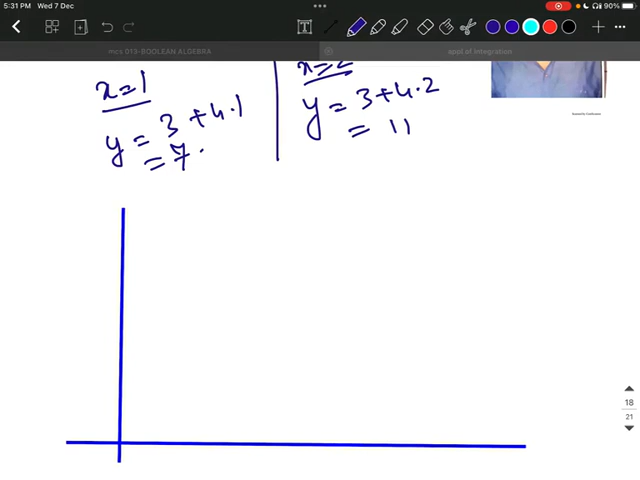 5:31 PM Wed 7 Dec
90%
mcs 013-BOOLEAN ALGEBRA
appl of integration
x=1
y = 3 + 4.1
= 7.
x=2
y = 3+4.2
= 11
18
21